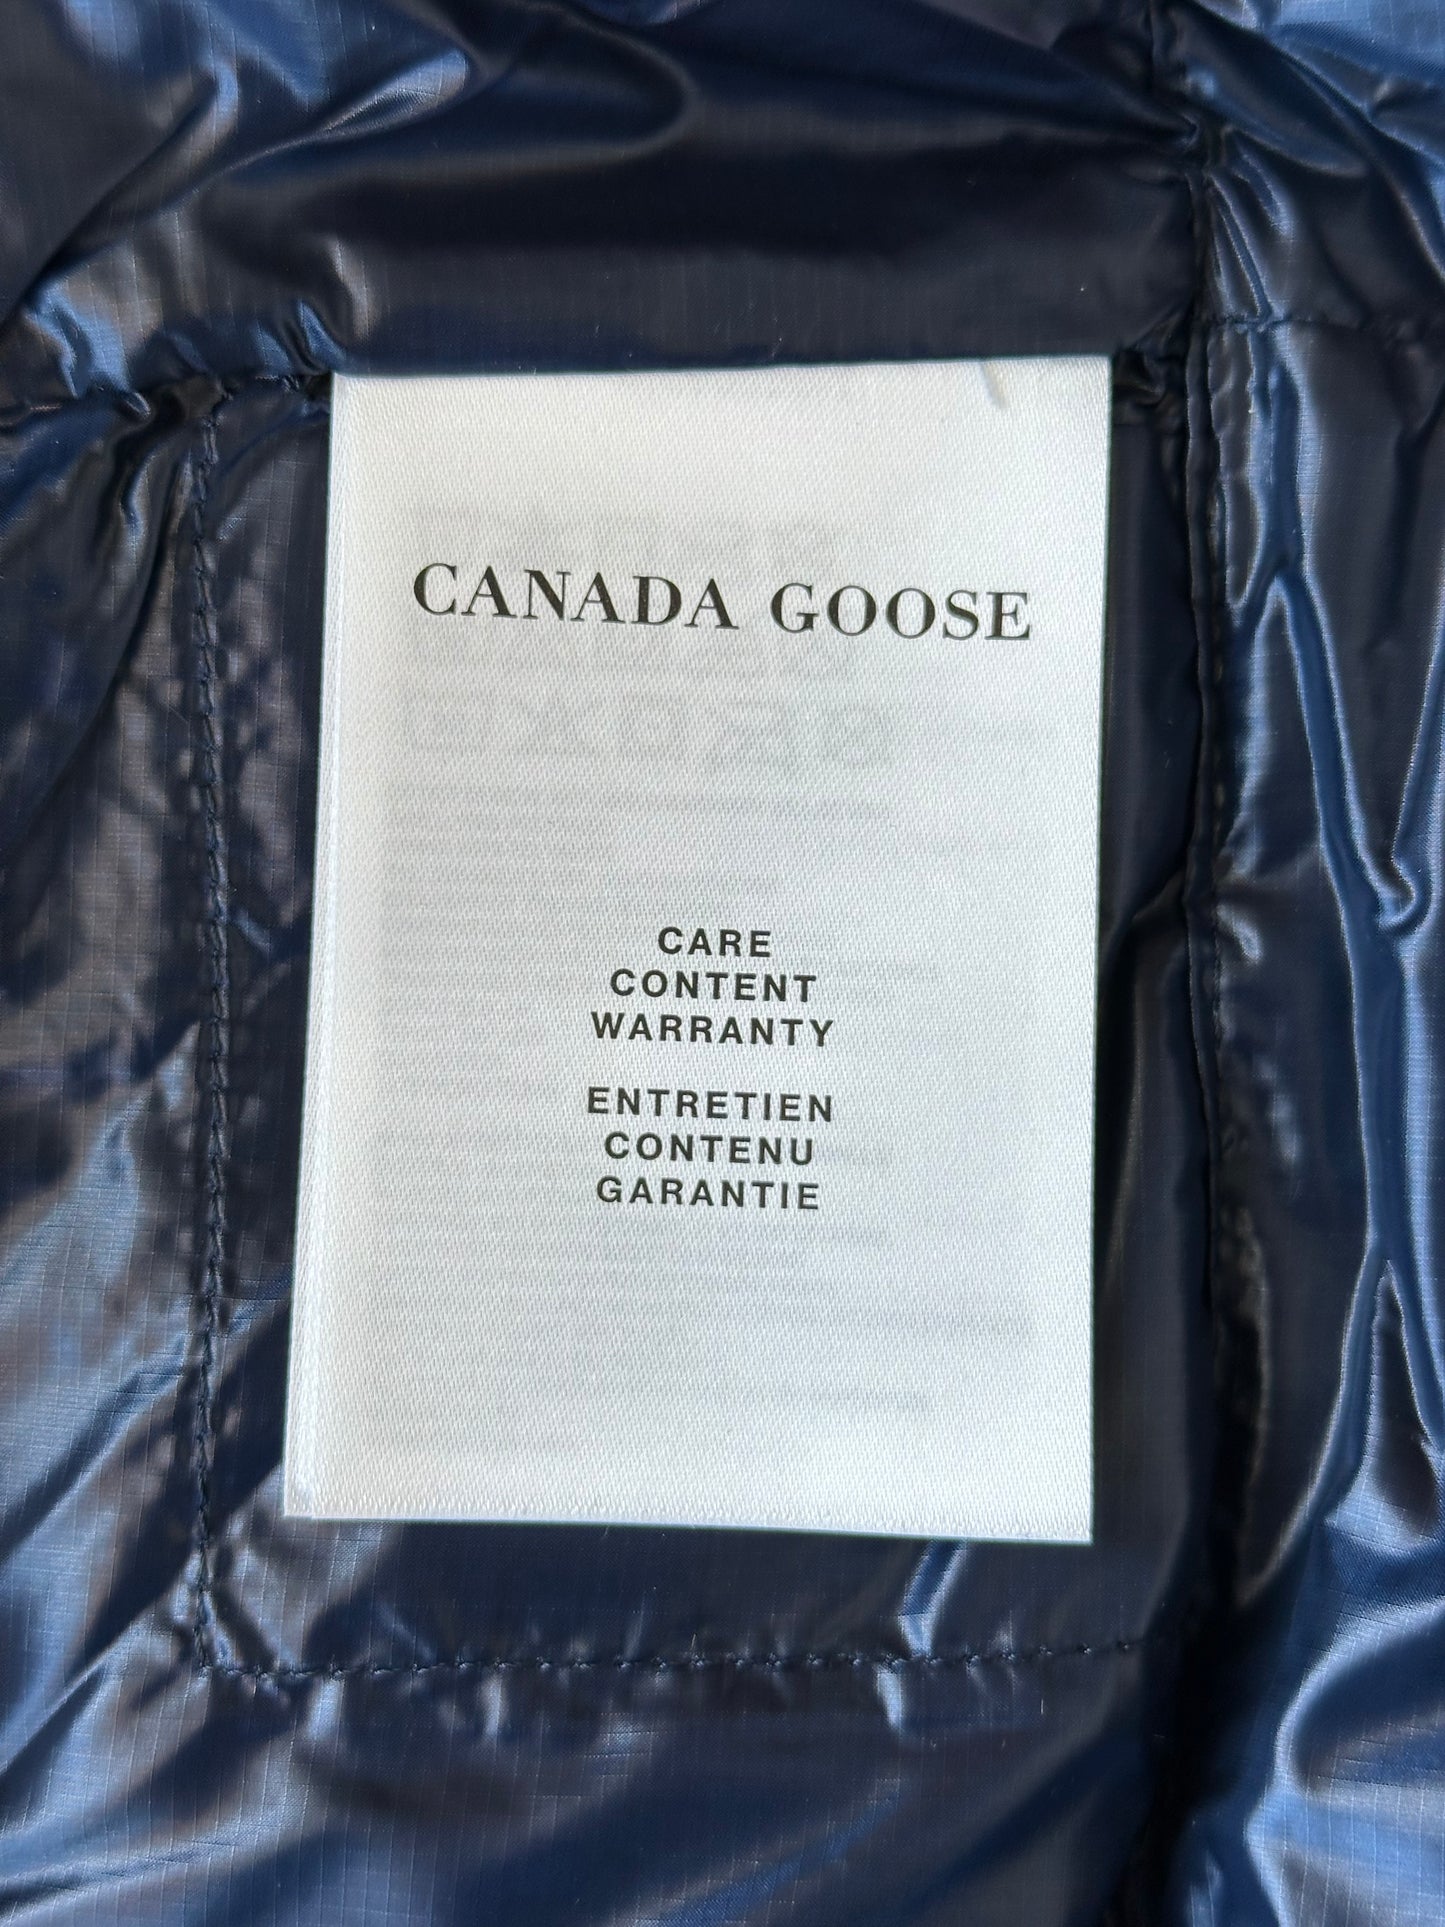 CANADA GOOSE
CARE
CONTENT
WARRANTY
ENTRETIEN
CONTENU
GARANTIE